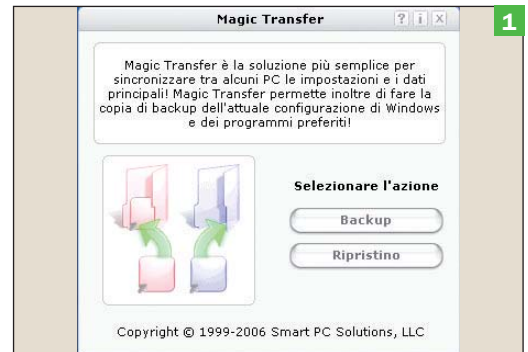 Magic Transfer ? i X
1
Magic Transfer è la soluzione più semplice per
sincronizzare tra alcuni PC le impostazioni e i dati
principali! Magic Transfer permette inoltre di fare la
copia di backup dell'attuale configurazione di Windows
e dei programmi preferiti!
Selezionare l'azione
Backup
Ripristino
Copyright © 1999-2006 Smart PC Solutions, LLC